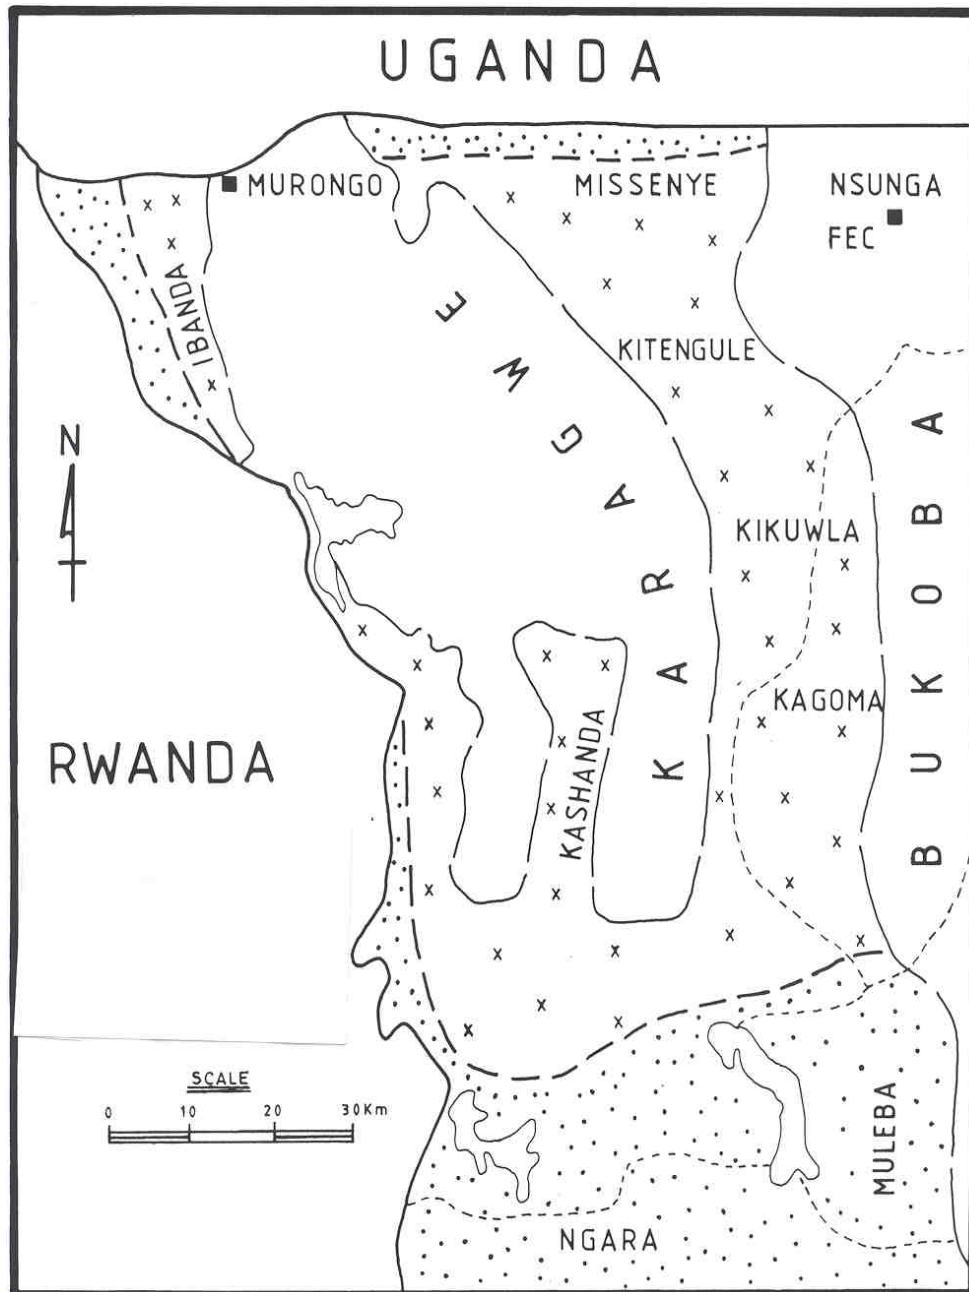 UGANDA
MURONGO
MISSENYE
NSUNGA
FEC
IBANDA
KITENGULE
KARAGWE
N
KIKUWLA
BUKOBA
KAGOMA
RWANDA
KASHANDA
SCALE
0 10 20 30Km
MULEBA
NGARA